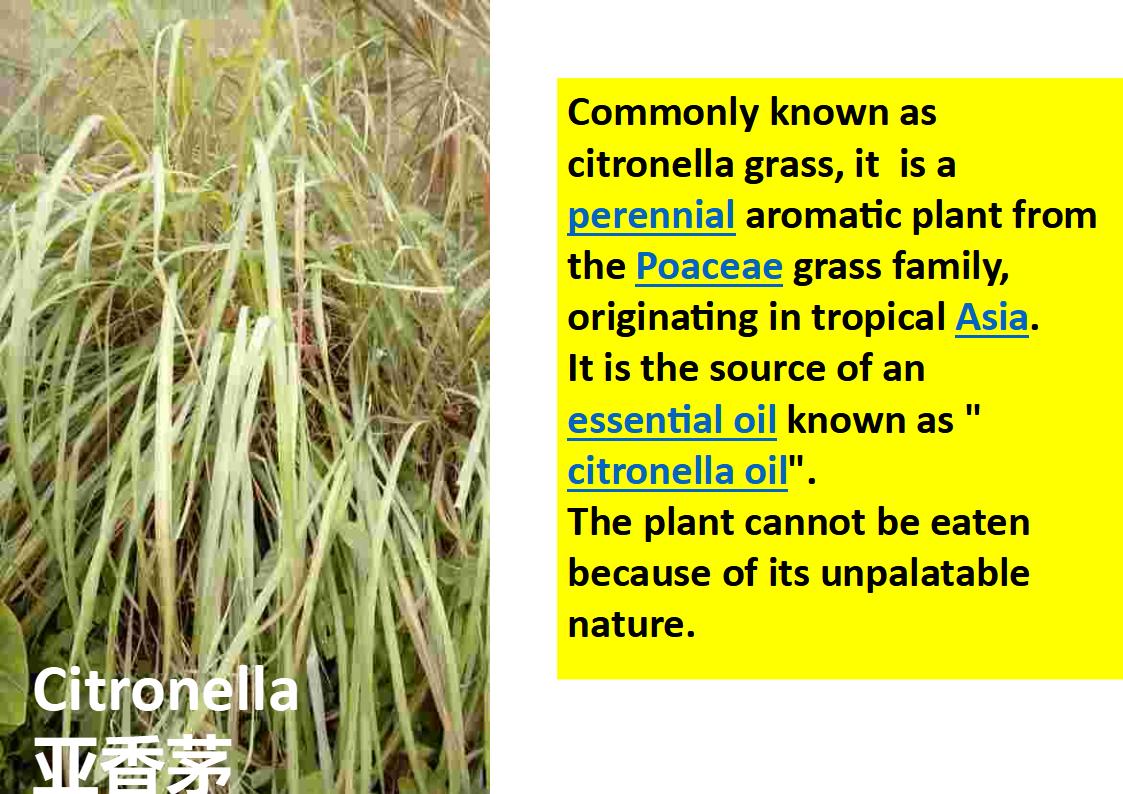 Commonly known as
citronella grass, it  is a
perennial aromatic plant from
the Poaceae grass family,
originating in tropical Asia.
It is the source of an
essential oil known as "
citronella oil".
The plant cannot be eaten
because of its unpalatable
nature.
Citronella
亚香茅